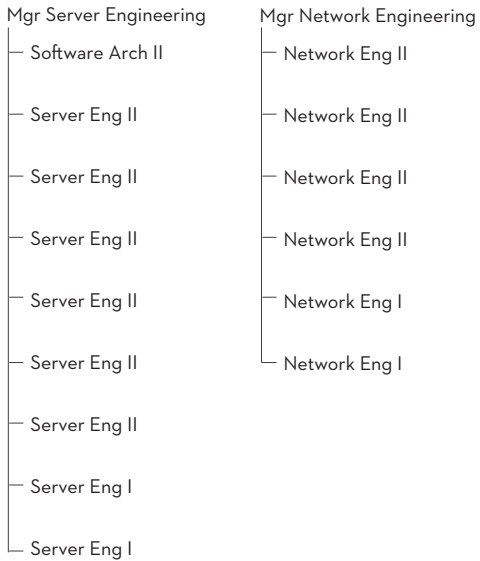 Mgr Server Engineering
Software Arch II
Server Eng II
Server Eng II
Server Eng II
Server Eng II
Server Eng II
Server Eng II
Server Eng I
Server Eng I
Mgr Network Engineering
Network Eng II
Network Eng II
Network Eng II
Network Eng II
Network Eng I
Network Eng I